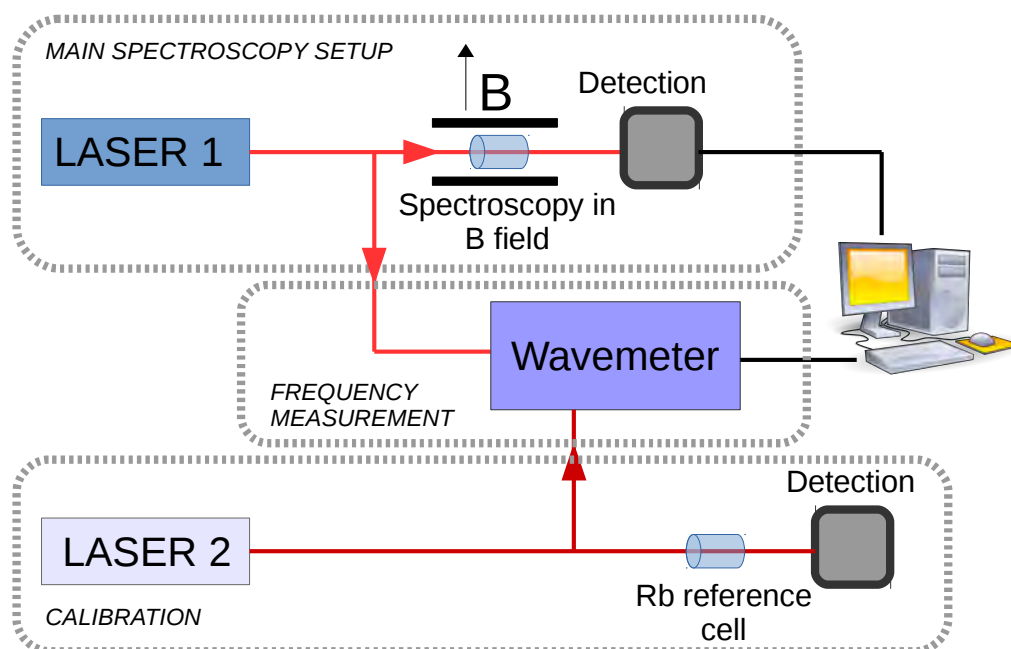 MAIN SPECTROSCOPY SETUP
B
Detection
LASER 1
Spectroscopy in
B field
Wavemeter
FREQUENCY
MEASUREMENT
Detection
LASER 2
Rb reference
cell
CALIBRATION